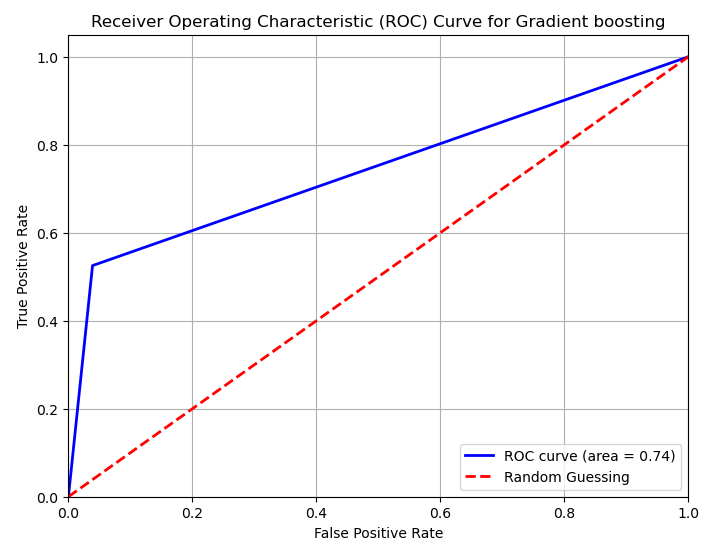 Receiver Operating Characteristic (ROC) Curve for Gradient boosting
1.0
0.8
0.6
0.4
0.2
0.0
True Positive Rate
ROC curve (area = 0.74)
Random Guessing
0.0 0.2 0.4 0.6 0.8 1.0
False Positive Rate